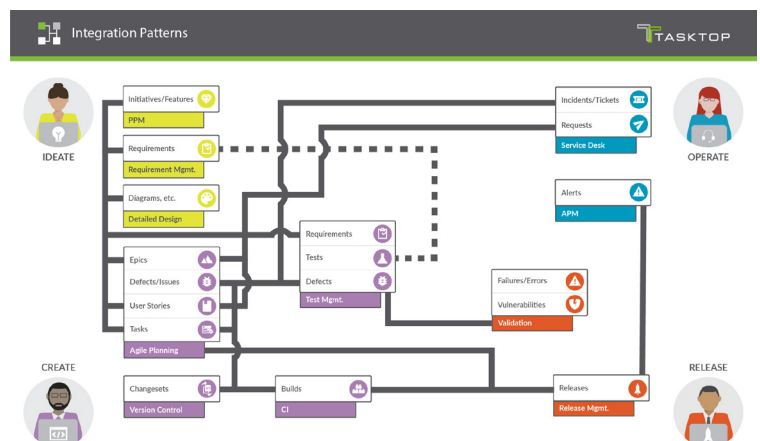 Integration Patterns
TASKTOP
IDEATE
Initiatives/Features
PPM
Requirements
Requirement Mgmt.
Diagrams, etc.
Detailed Design
Incidents/Tickets
Requests
Service Desk
OPERATE
Alerts
APM
Epics
Defects/Issues
User Stories
Tasks
Agile Planning
Requirements
Tests
Defects
Test Mgmt.
Failures/Errors
Vulnerabilities
Validation
CREATE
Changesets
Version Control
Builds
CI
Releases
Release Mgmt.
RELEASE